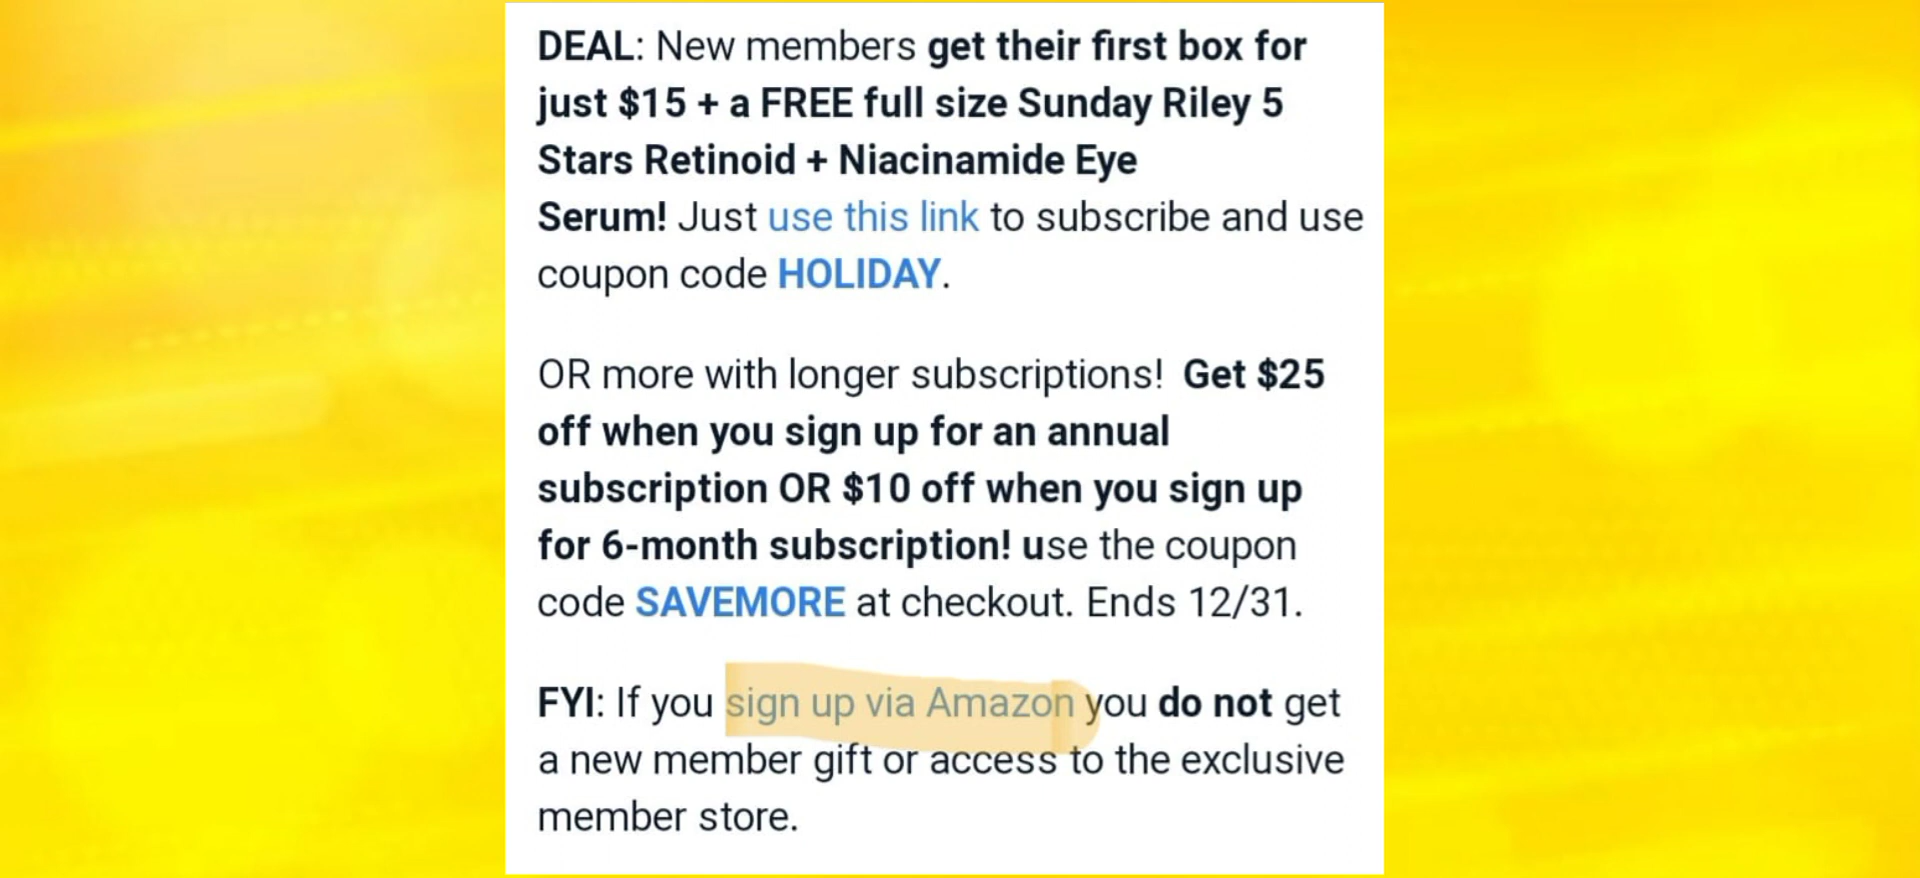 DEAL: New members get their first box for
just $15 + a FREE full size Sunday Riley 5
Stars Retinoid + Niacinamide Eye
Serum! Just use this link to subscribe and use
coupon code HOLIDAY.
OR more with longer subscriptions!  Get $25
off when you sign up for an annual
subscription OR $10 off when you sign up
for 6-month subscription! use the coupon
code SAVEMORE at checkout. Ends 12/31.
FYI: If you sign up via Amazon you do not get
a new member gift or access to the exclusive
member store.